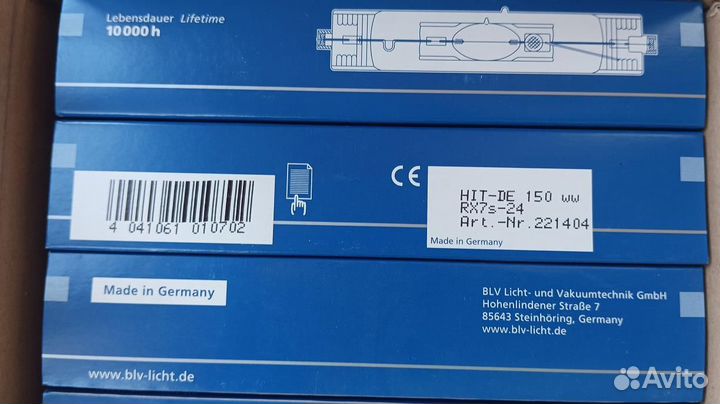 Lebensdauer Lifetime
10 000 h
4 041061 010702
CE
HIT-DE 150 ww
RX7s-24
Art.-Nr.221404
Made in Germany
Made in Germany
BLV Licht- und Vakuumtechnik GmbH
Hohenlindener Straße 7
85643 Steinhöring, Germany
www.blv-licht.de
www.blv-licht.de
Avito